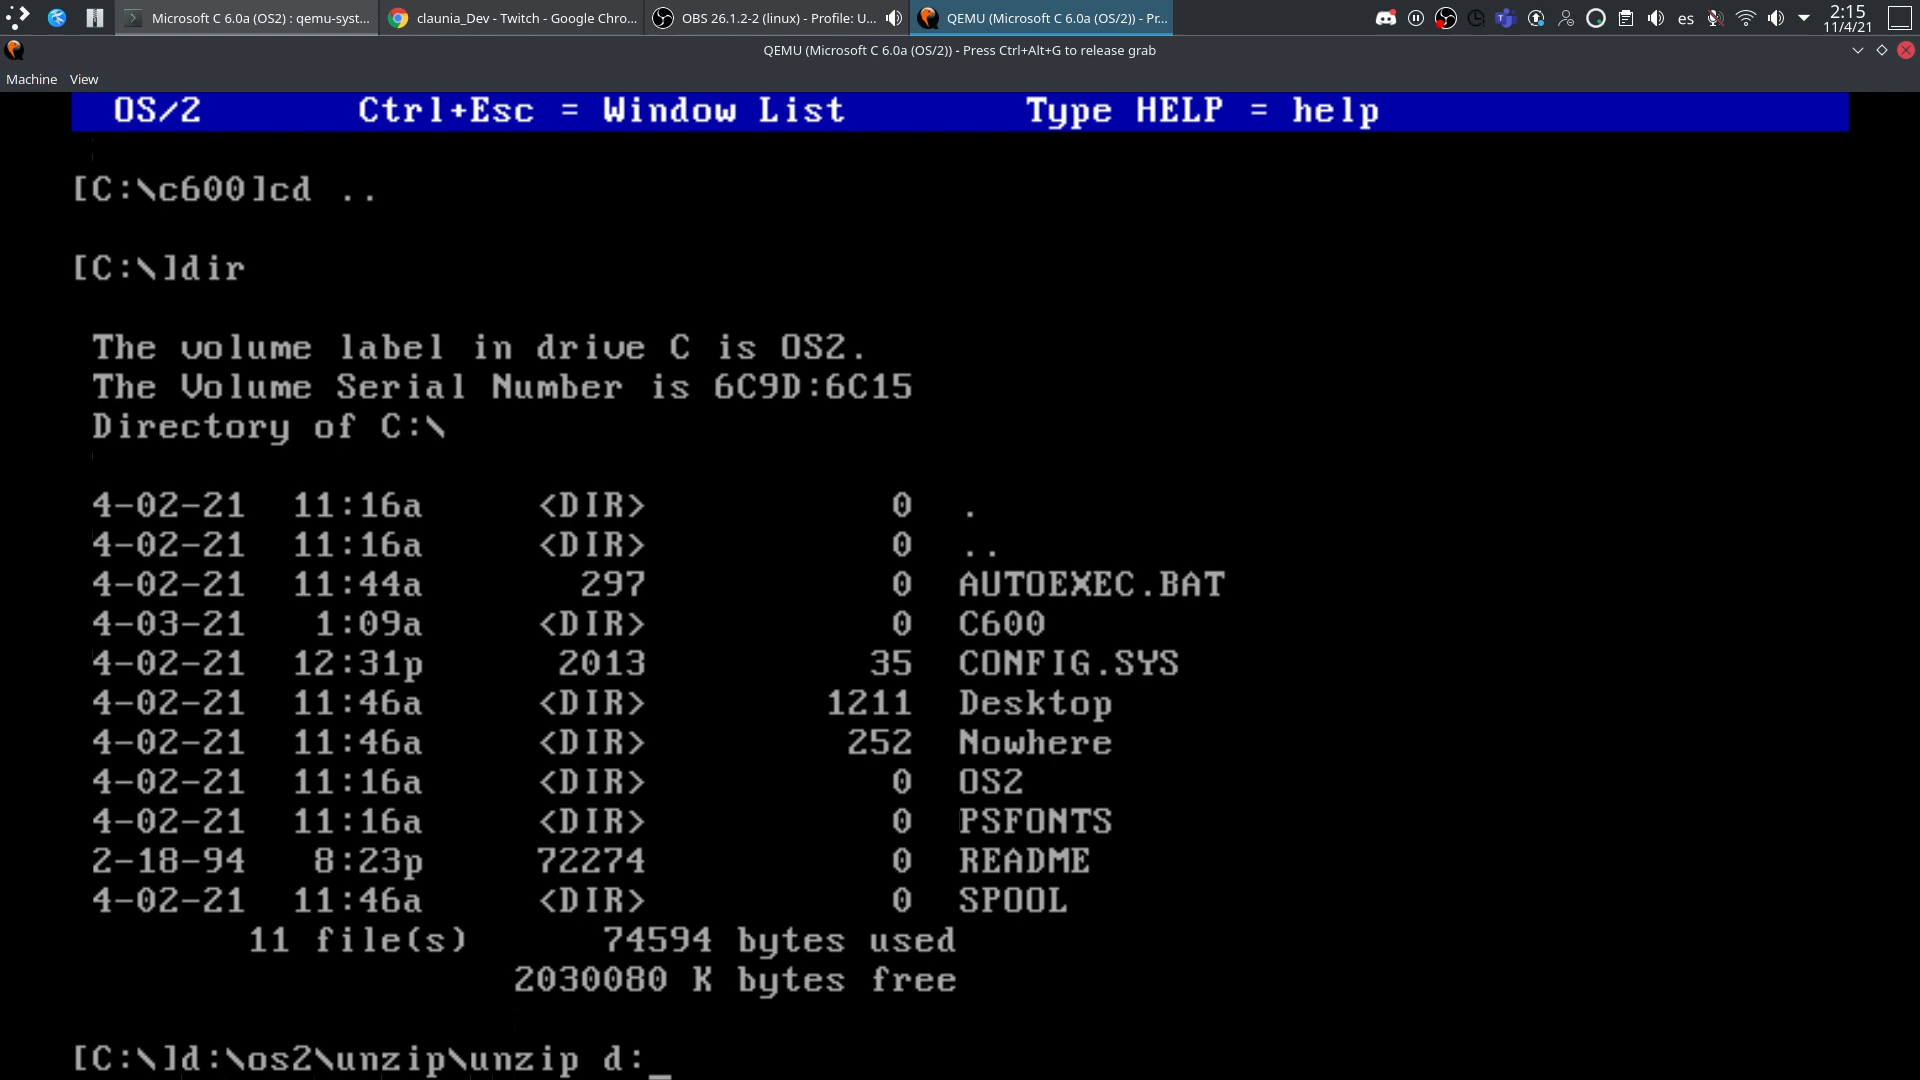 Microsoft C 6.0a (OS2) : qemu-syst...
claunia_Dev - Twitch - Google Chro...
OBS 26.1.2-2 (linux) - Profile: U...
QEMU (Microsoft C 6.0a (OS/2)) - Pr...
es
2:15
11/4/21
QEMU (Microsoft C 6.0a (OS/2)) - Press Ctrl+Alt+G to release grab
Machine View
OS/2 Ctrl+Esc = Window List Type HELP = help
[C:\c600]cd ..
[C:\]dir
The volume label in drive C is OS2.
The Volume Serial Number is 6C9D:6C15
Directory of C:\
4-02-21 11:16a <DIR> 0 .
4-02-21 11:16a <DIR> 0 ..
4-02-21 11:44a 297 0 AUTOEXEC.BAT
4-03-21 1:09a <DIR> 0 C600
4-02-21 12:31p 2013 35 CONFIG.SYS
4-02-21 11:46a <DIR> 1211 Desktop
4-02-21 11:46a <DIR> 252 Nowhere
4-02-21 11:16a <DIR> 0 OS2
4-02-21 11:16a <DIR> 0 PSFONTS
2-18-94 8:23p 72274 0 README
4-02-21 11:46a <DIR> 0 SPOOL
11 file(s) 74594 bytes used
2030080 K bytes free
[C:\]d:\os2\unzip\unzip d:_